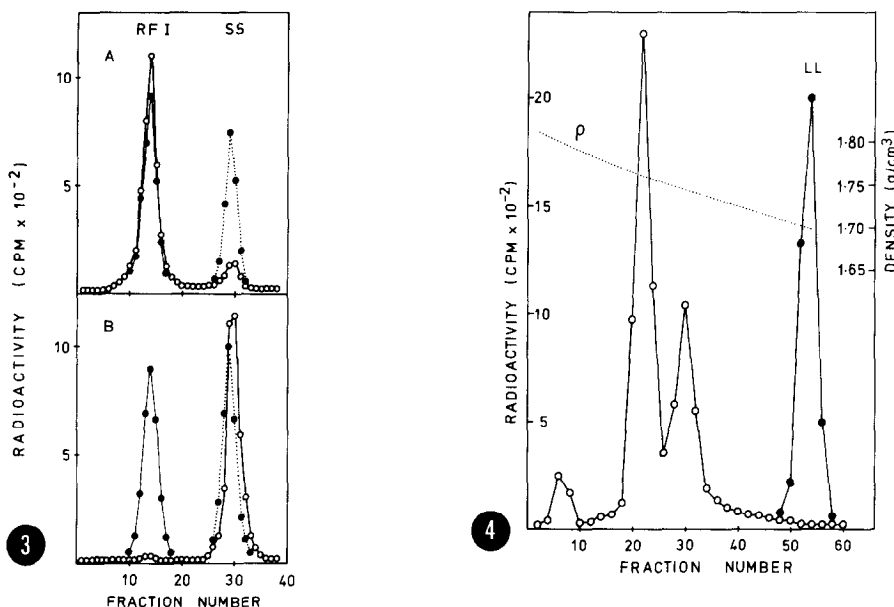 RF I SS
A
10
5
B
10
5
RADIOACTIVITY (CPM x 10⁻²)
10 20 30 40
FRACTION NUMBER
3
LL
ρ
20
15
10
5
RADIOACTIVITY (CPM x 10⁻²)
1·80
1·75
1·70
1·65
DENSITY (g/cm³)
10 20 30 40 50 60
FRACTION NUMBER
4